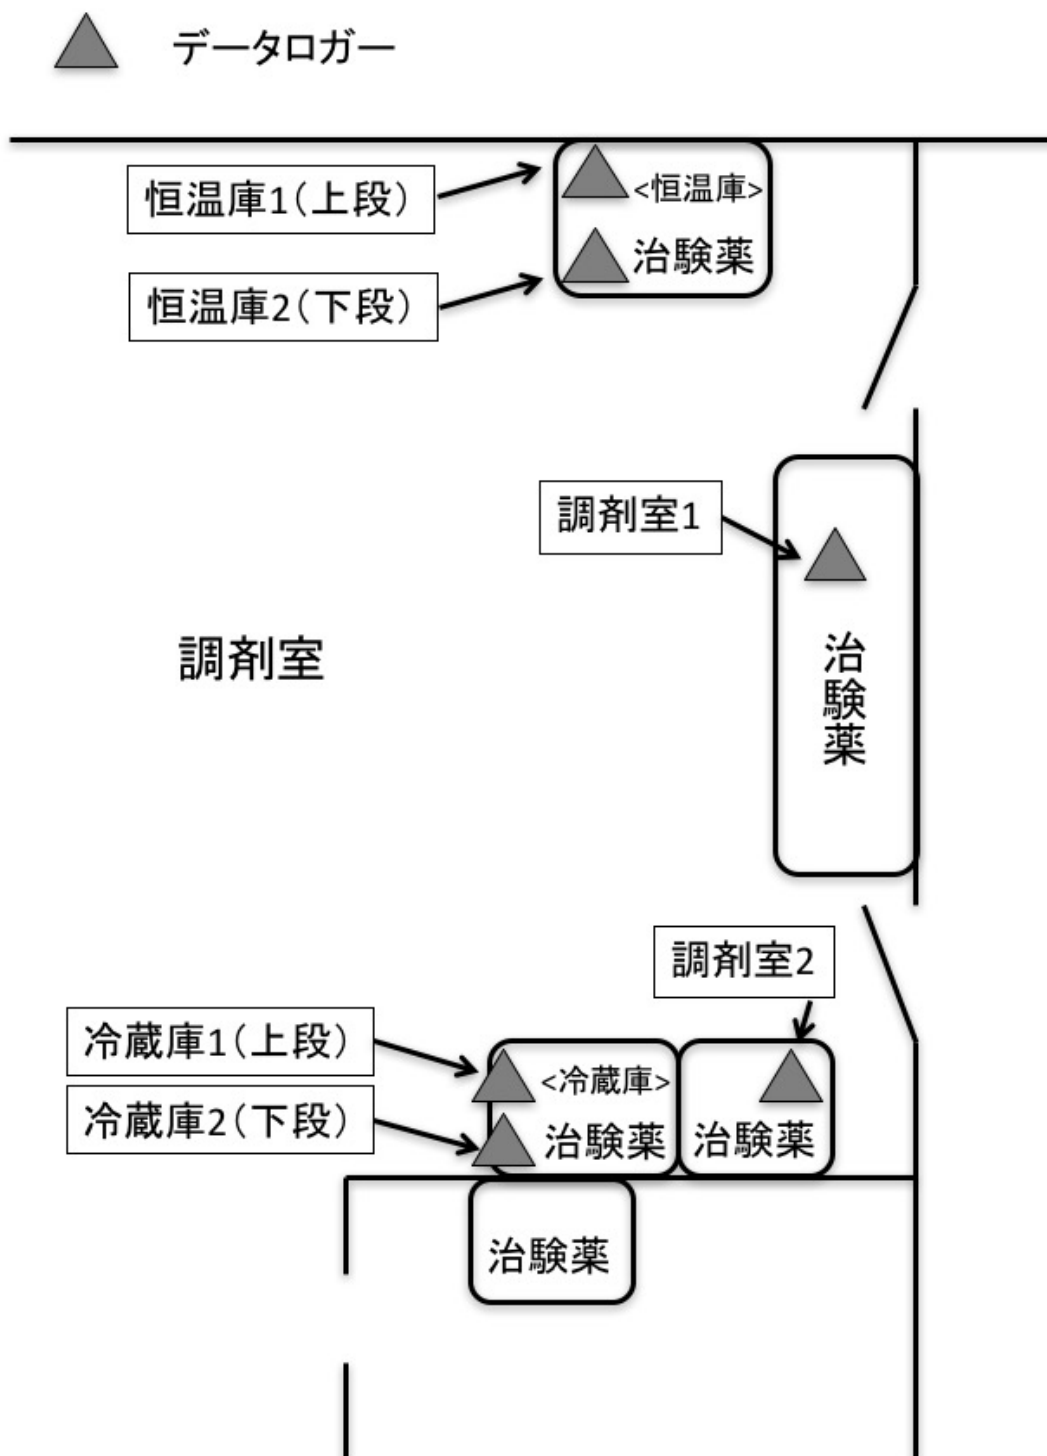 データロガー
恒温庫1(上段)
<恒温庫>
治験薬
恒温庫2(下段)
調剤室1
調剤室
治験薬
調剤室2
冷蔵庫1(上段)
<冷蔵庫>
冷蔵庫2(下段)
治験薬
治験薬
治験薬